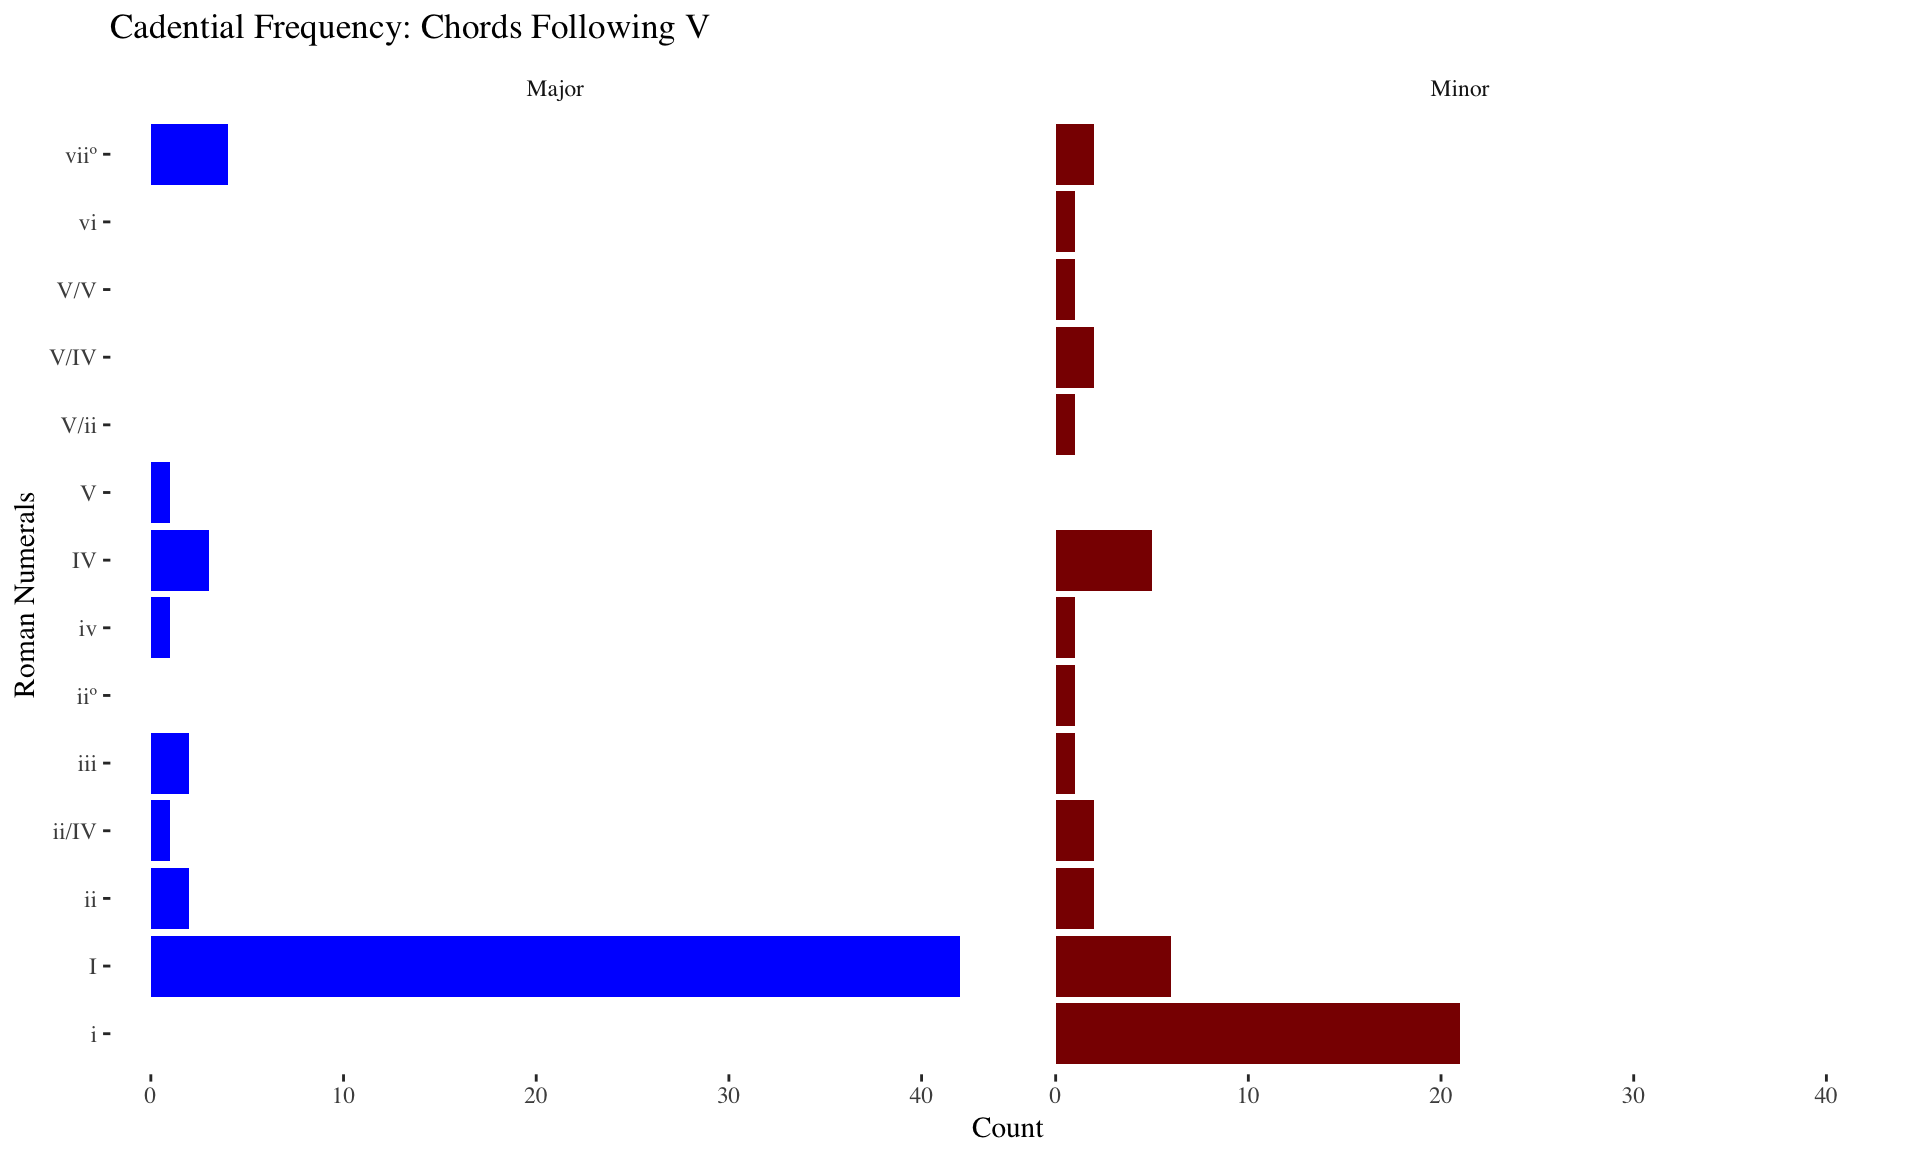 Cadential Frequency: Chords Following V
Major
Minor
viiº
vi
V/V
V/IV
V/ii
V
IV
iv
iiº
iii
ii/IV
ii
I
i
Roman Numerals
0 10 20 30 40
0 10 20 30 40
Count